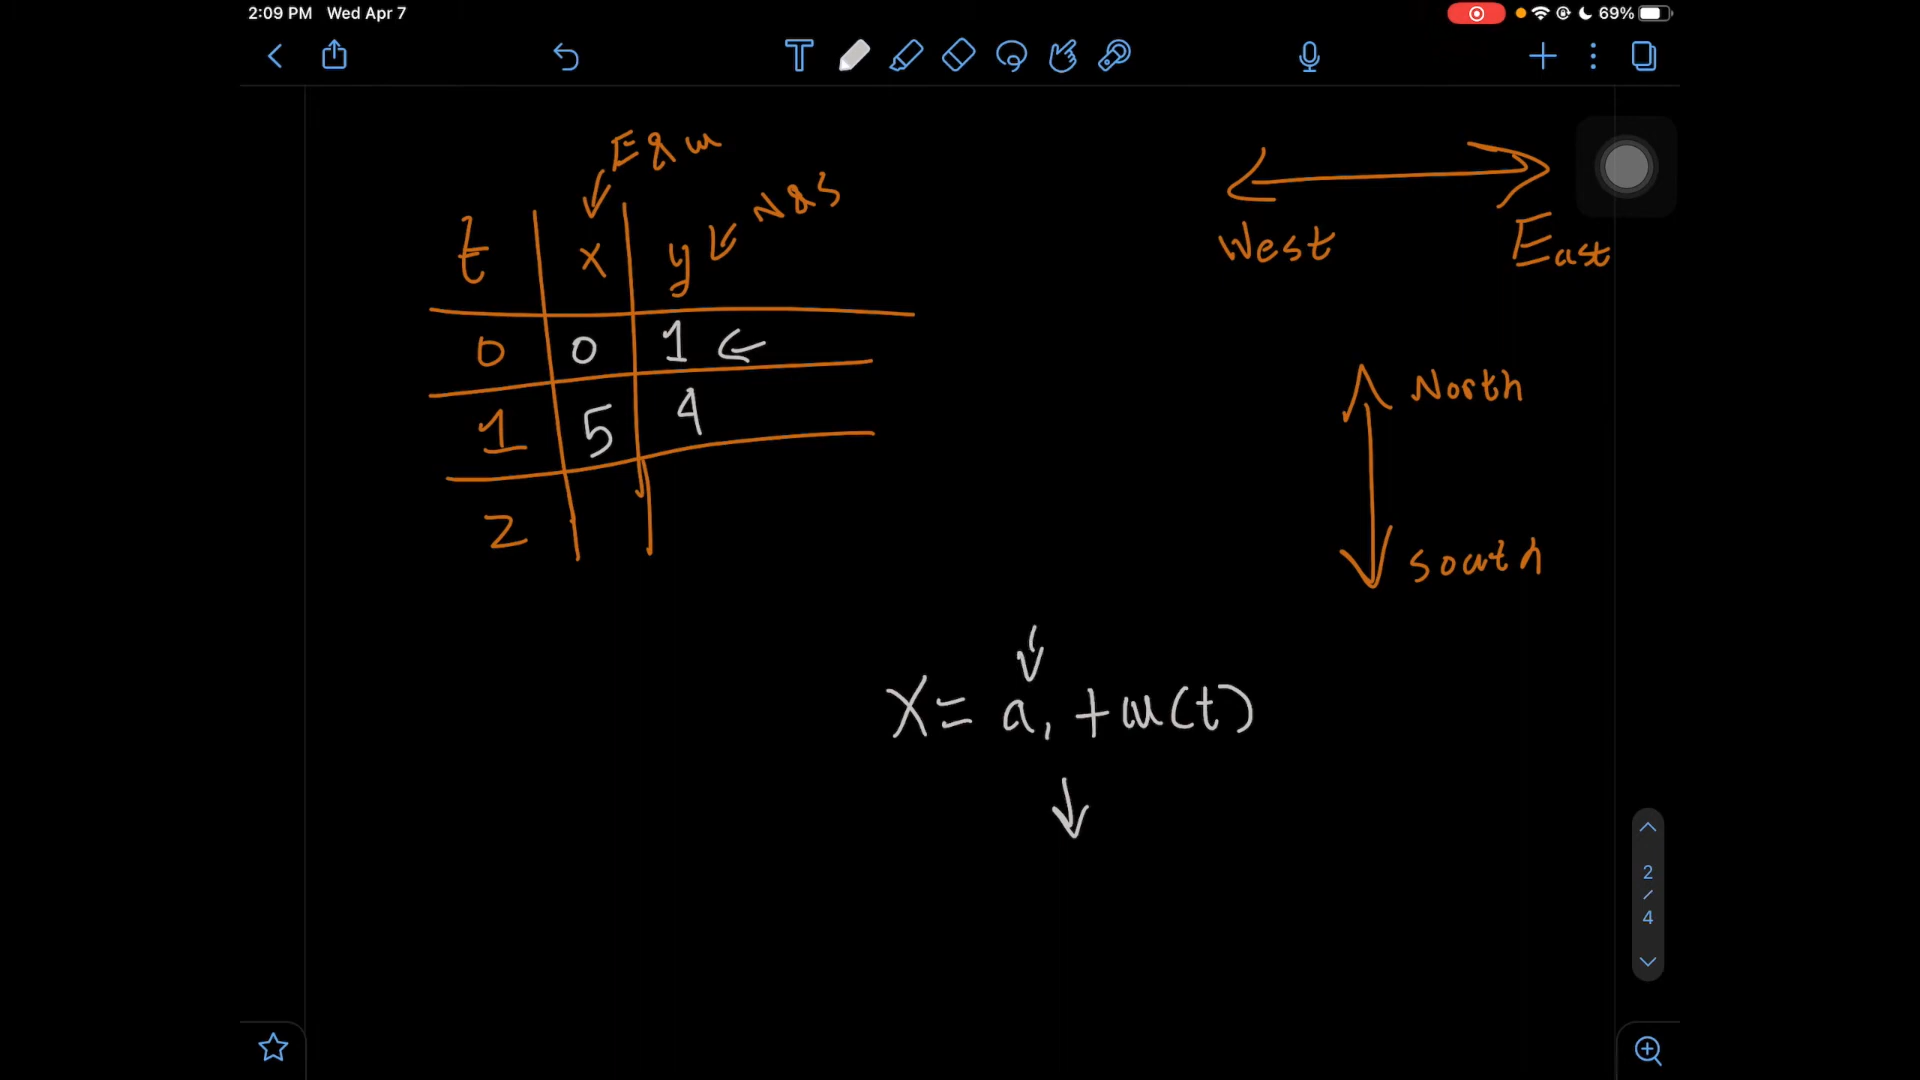 2:09 PM Wed Apr 7
69%
T
E & w
N & S
t x y
West
East
0 0 1
North
1 5 4
2
south
X = a₁ + w(t)
2
/
4